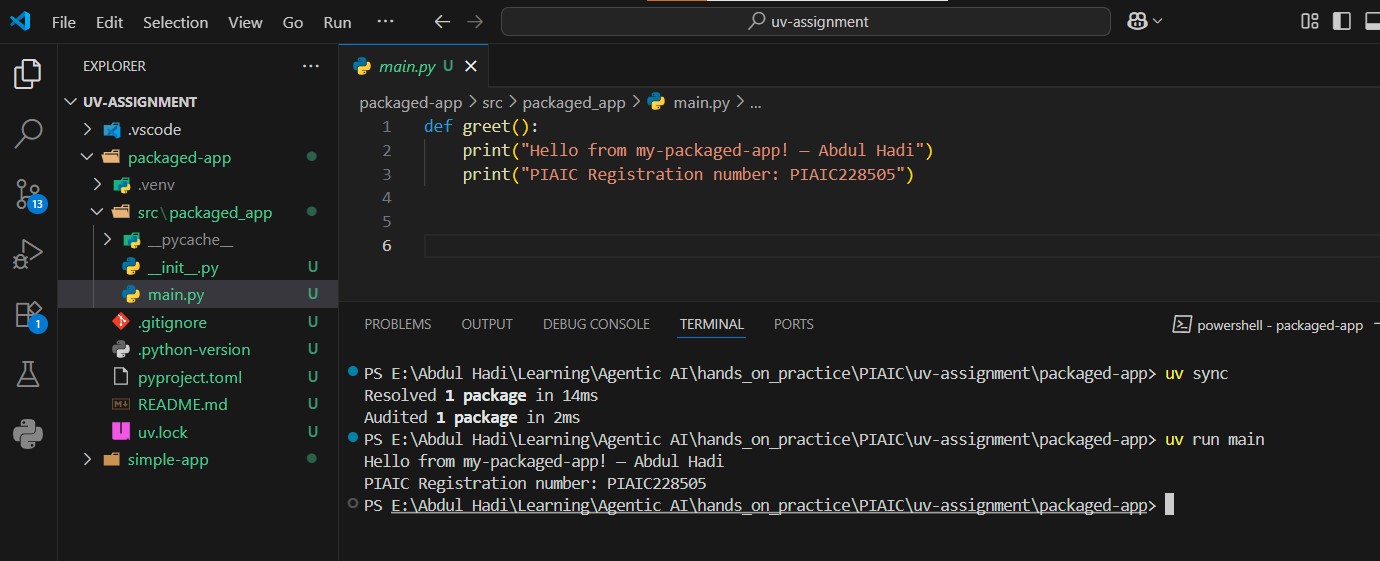 File Edit Selection View Go Run ··· ← → uv-assignment
EXPLORER ···
UV-ASSIGNMENT
.vscode
packaged-app
.venv
src\packaged_app
__pycache__
__init__.py U
main.py U
.gitignore U
.python-version U
pyproject.toml U
README.md U
uv.lock U
simple-app
13
1
main.py U
packaged-app > src > packaged_app > main.py > ...
1 def greet():
2 print("Hello from my-packaged-app! — Abdul Hadi")
3 print("PIAIC Registration number: PIAIC228505")
4
5
6
PROBLEMS OUTPUT DEBUG CONSOLE TERMINAL PORTS powershell - packaged-app
PS E:\Abdul Hadi\Learning\Agentic AI\hands_on_practice\PIAIC\uv-assignment\packaged-app> uv sync
Resolved 1 package in 14ms
Audited 1 package in 2ms
PS E:\Abdul Hadi\Learning\Agentic AI\hands_on_practice\PIAIC\uv-assignment\packaged-app> uv run main
Hello from my-packaged-app! — Abdul Hadi
PIAIC Registration number: PIAIC228505
PS E:\Abdul Hadi\Learning\Agentic AI\hands_on_practice\PIAIC\uv-assignment\packaged-app>